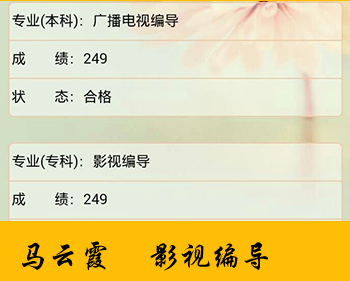 专业(本科)：广播电视编导
成　　绩：249
状　　态：合格
专业(专科)：影视编导
成　　绩：249
马云霞　影视编导